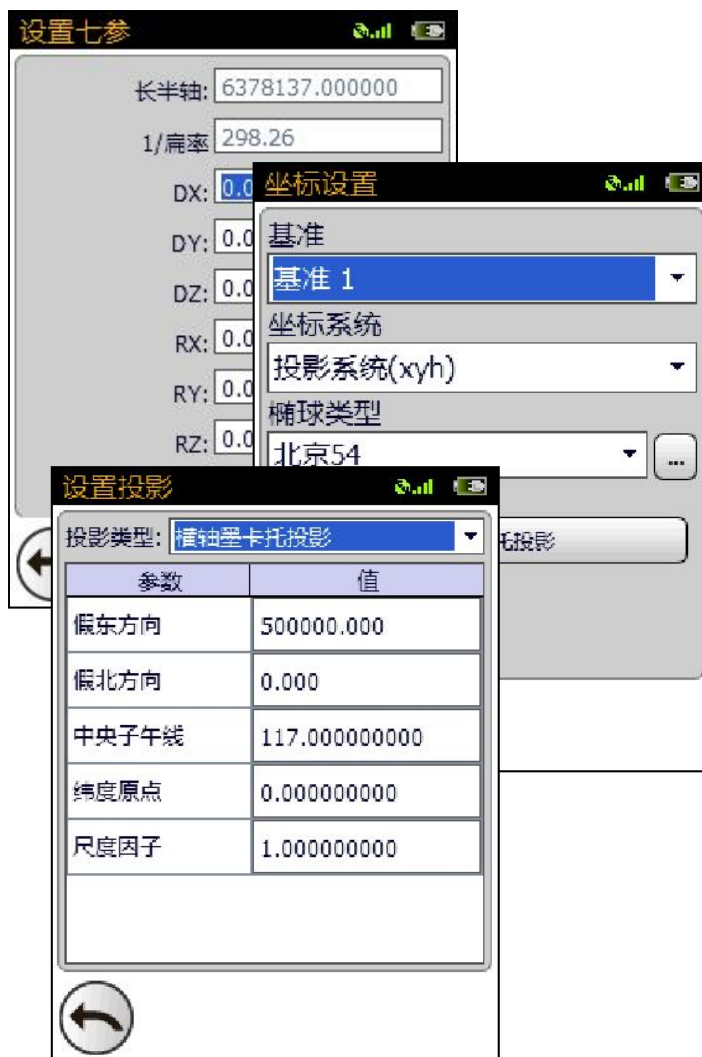 设置七参
长半轴: 6378137.000000
1/扁率 298.26
DX: 0.0
DY: 0.0
DZ: 0.0
RX: 0.0
RY: 0.0
RZ: 0.0
坐标设置
基准
基准 1
坐标系统
投影系统(xyh)
椭球类型
北京54
...
托投影
设置投影
投影类型: 横轴墨卡托投影
参数 值
假东方向 500000.000
假北方向 0.000
中央子午线 117.000000000
纬度原点 0.000000000
尺度因子 1.000000000